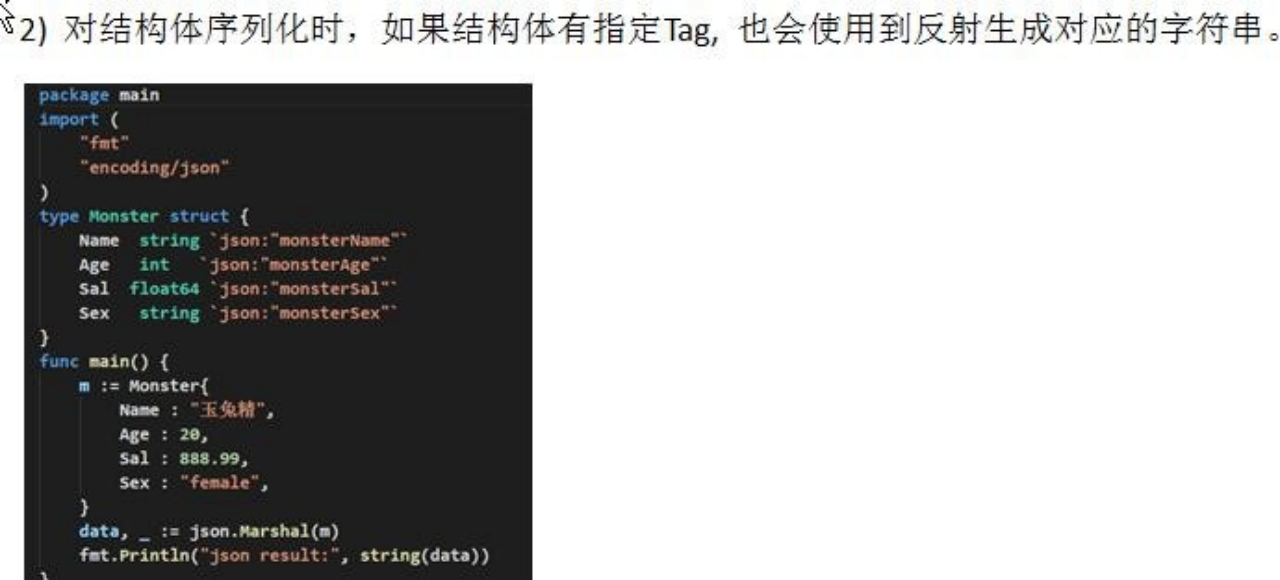 2) 对结构体序列化时，如果结构体有指定Tag, 也会使用到反射生成对应的字符串。
package main
import (
    "fmt"
    "encoding/json"
)
type Monster struct {
    Name  string `json:"monsterName"`
    Age   int   `json:"monsterAge"`
    Sal  float64 `json:"monsterSal"`
    Sex   string `json:"monsterSex"`
}
func main() {
    m := Monster{
        Name : "玉兔精",
        Age : 20,
        Sal : 888.99,
        Sex : "female",
    }
    data, _ := json.Marshal(m)
    fmt.Println("json result:", string(data))
}